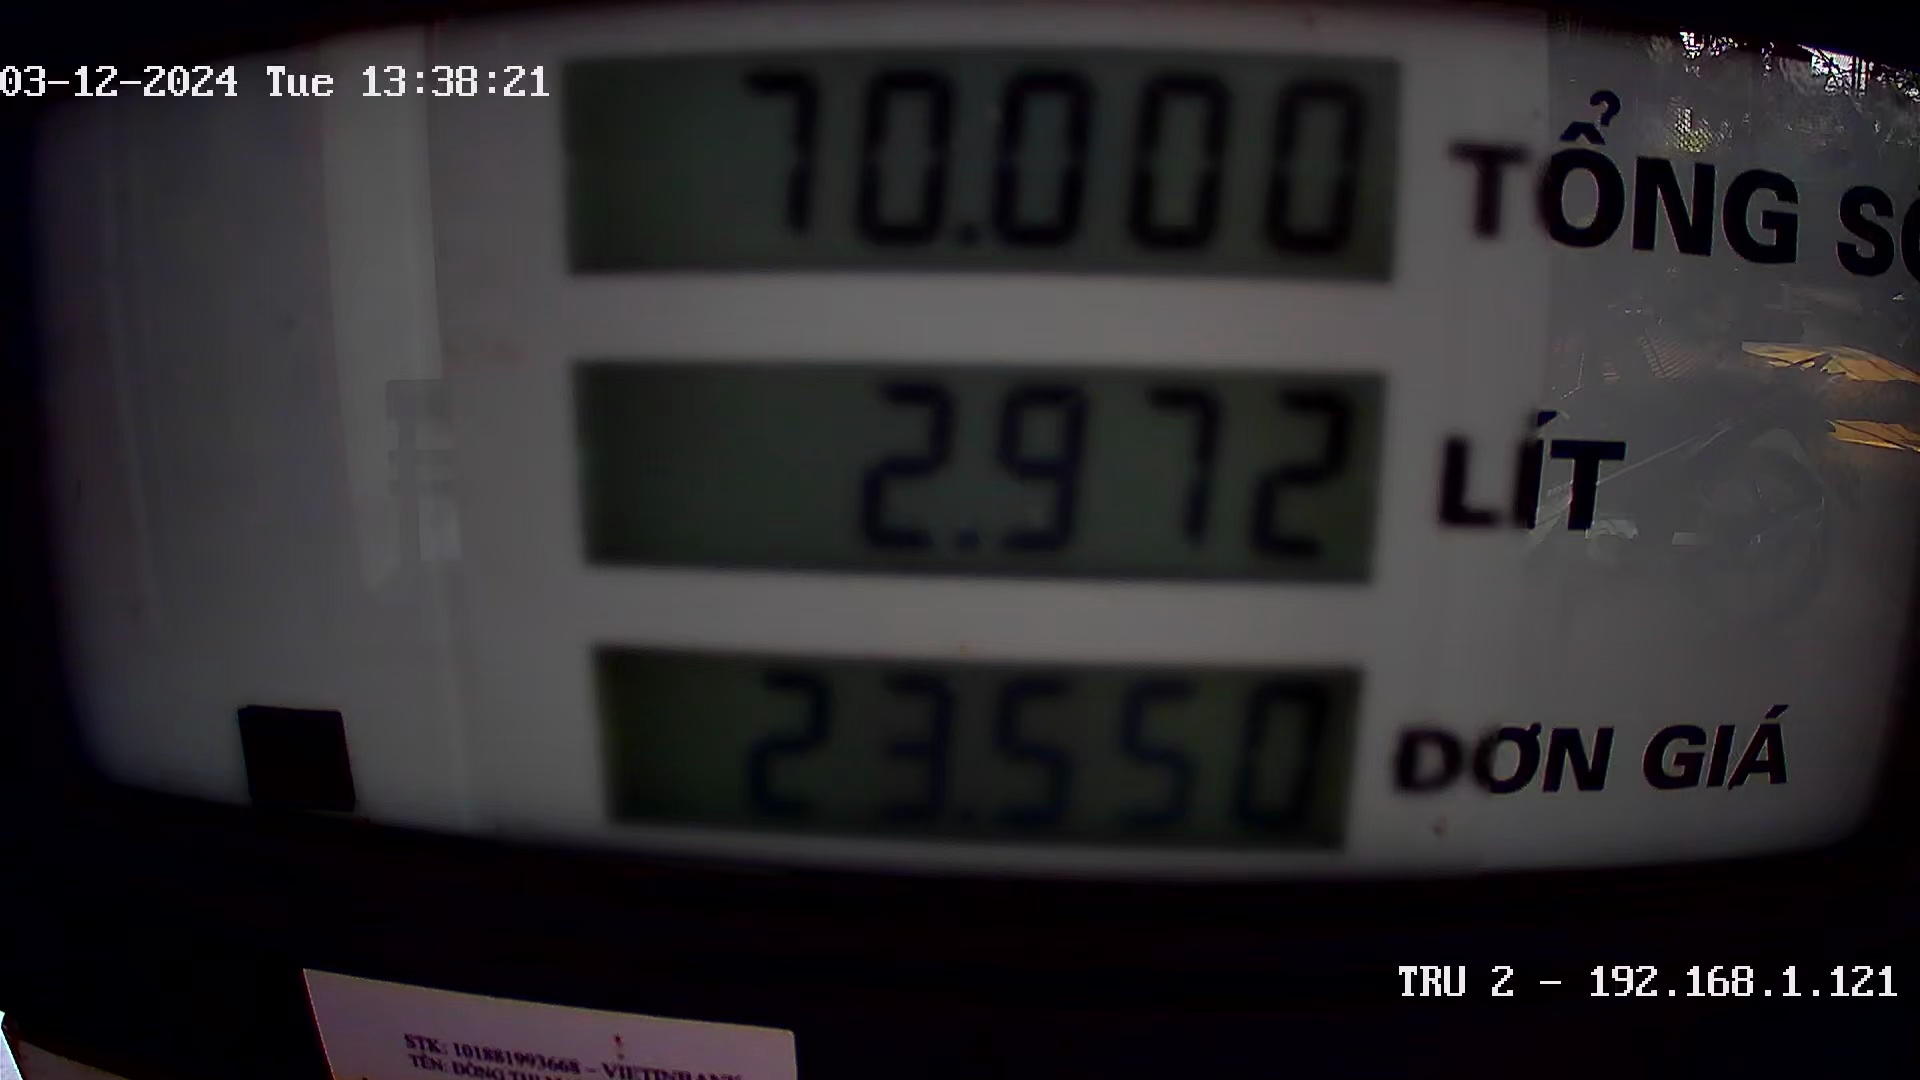 03-12-2024 Tue 13:38:21
70.000 TỔNG SỐ
2.972 LÍT
23.550 ĐƠN GIÁ
TRU 2 - 192.168.1.121
STK: 101881993668 - VIETINBANK
TÊN: